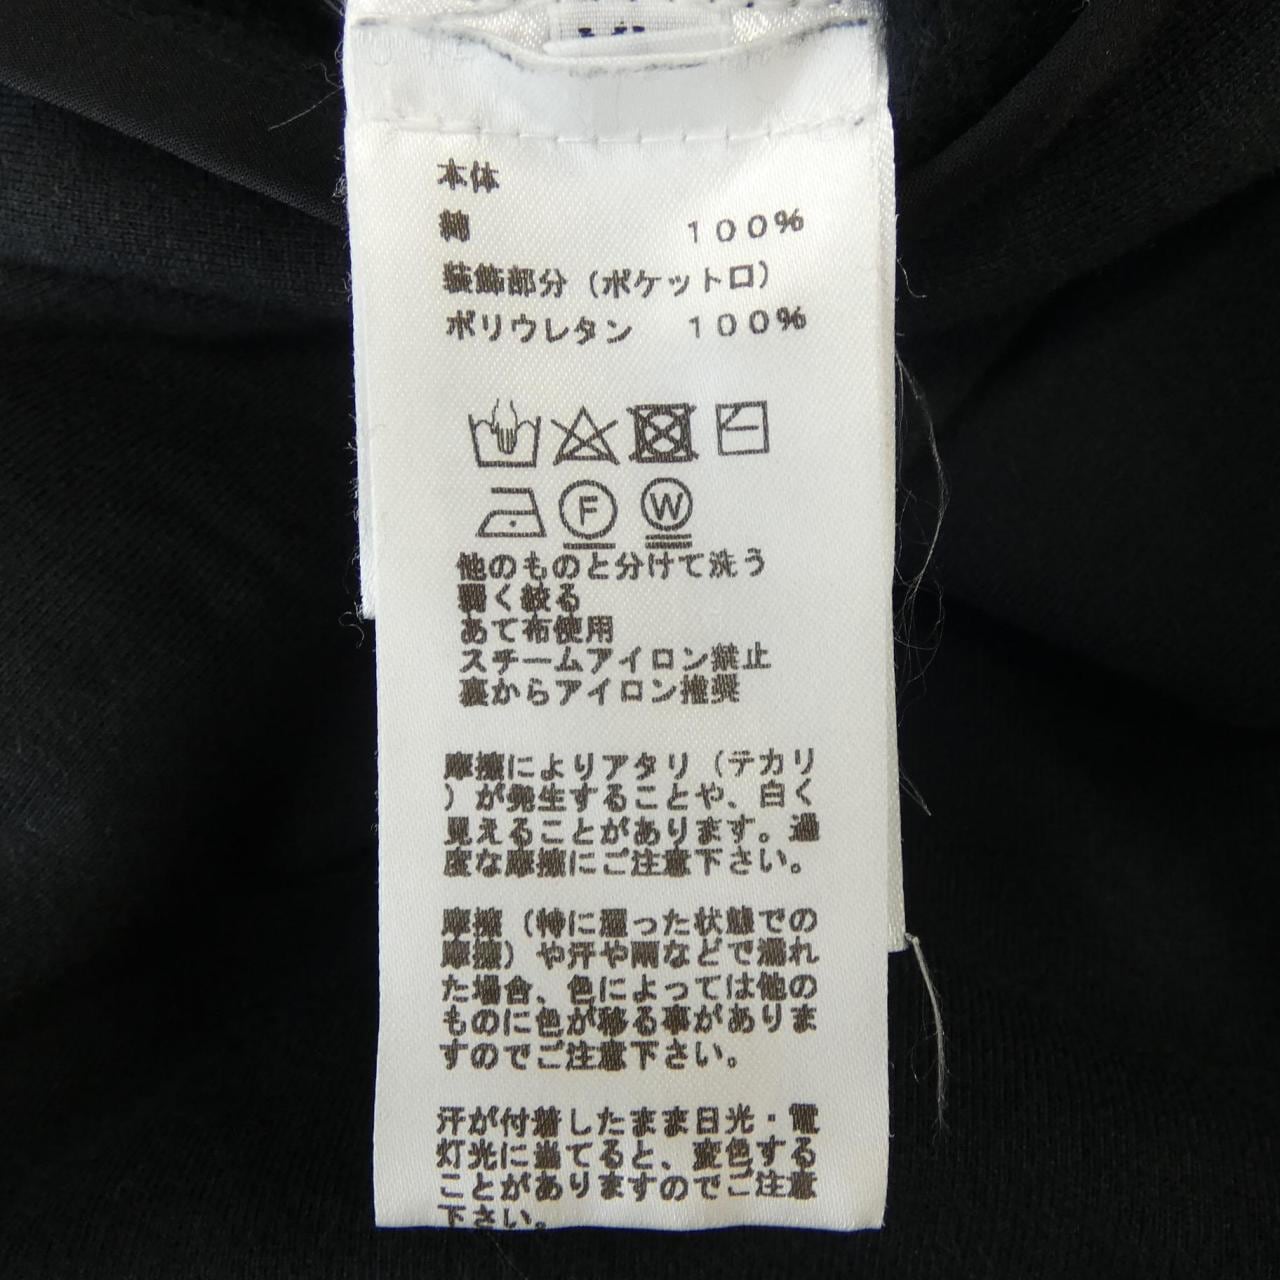 本体
綿 100%
装飾部分（ポケット口）
ポリウレタン 100%
F W
他のものと分けて洗う
弱く絞る
あて布使用
スチームアイロン禁止
裏からアイロン推奨
摩擦によりアタリ（テカリ
）が発生することや、白く
見えることがあります。過
度な摩擦にご注意下さい。
摩擦（特に湿った状態での
摩擦）や汗や雨などで濡れ
た場合、色によっては他の
ものに色が移る事がありま
すのでご注意下さい。
汗が付着したまま日光・電
灯光に当てると、変色する
ことがありますのでご注意
下さい。